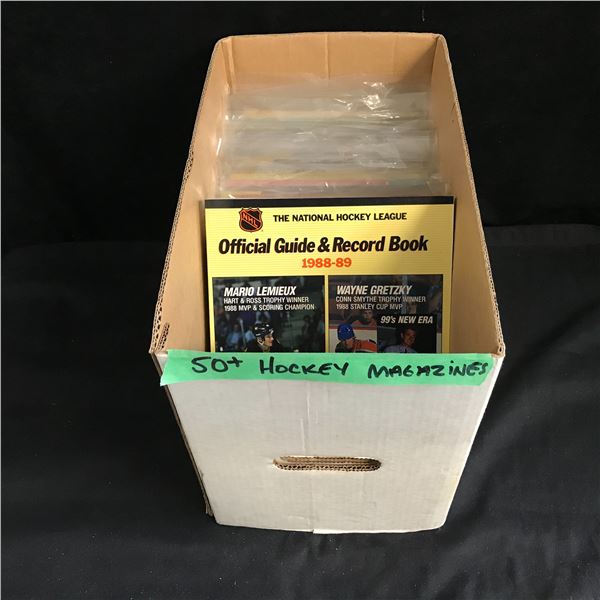 NHL
THE NATIONAL HOCKEY LEAGUE
Official Guide & Record Book
1988-89
MARIO LEMIEUX
HART & ROSS TROPHY WINNER
1988 MVP & SCORING CHAMPION
WAYNE GRETZKY
CONN SMYTHE TROPHY WINNER
1988 STANLEY CUP MVP
99's NEW ERA
50+ HOCKEY MAGAZINES